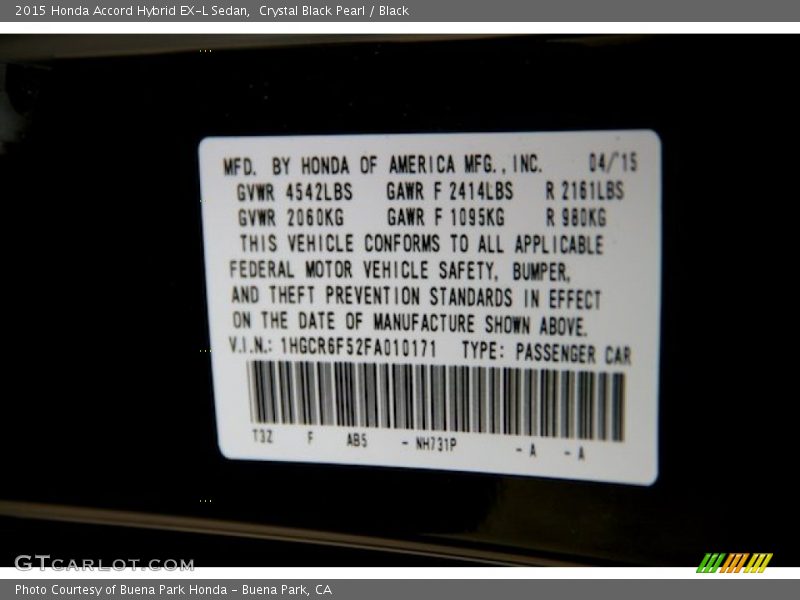 2015 Honda Accord Hybrid EX-L Sedan,  Crystal Black Pearl / Black
MFD. BY HONDA OF AMERICA MFG., INC. 04/'15
GVWR 4542LBS GAWR F 2414LBS R 2161LBS
GVWR 2060KG GAWR F 1095KG R 980KG
THIS VEHICLE CONFORMS TO ALL APPLICABLE
FEDERAL MOTOR VEHICLE SAFETY, BUMPER,
AND THEFT PREVENTION STANDARDS IN EFFECT
ON THE DATE OF MANUFACTURE SHOWN ABOVE.
V.I.N.: 1HGCR6F52FA010171 TYPE: PASSENGER CAR
T3Z F AB5 - NH731P - A - A
GTCARLOT.COM
Photo Courtesy of Buena Park Honda - Buena Park, CA